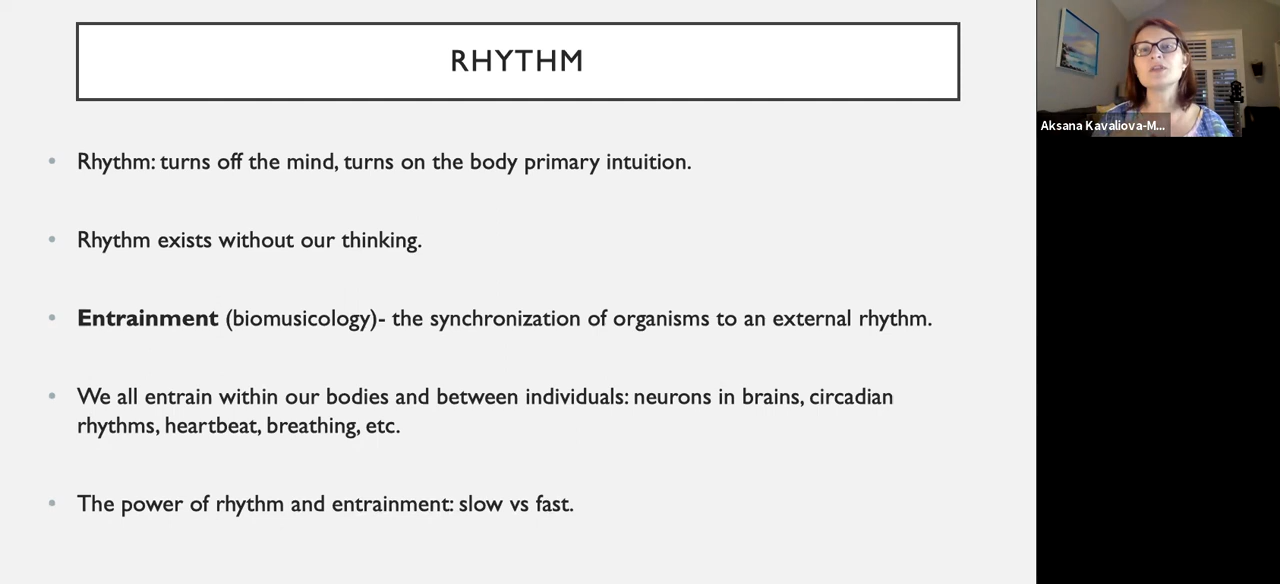 RHYTHM
Rhythm: turns off the mind, turns on the body primary intuition.
Rhythm exists without our thinking.
Entrainment (biomusicology)- the synchronization of organisms to an external rhythm.
We all entrain within our bodies and between individuals: neurons in brains, circadian
rhythms, heartbeat, breathing, etc.
The power of rhythm and entrainment: slow vs fast.
Aksana Kavaliova-M...